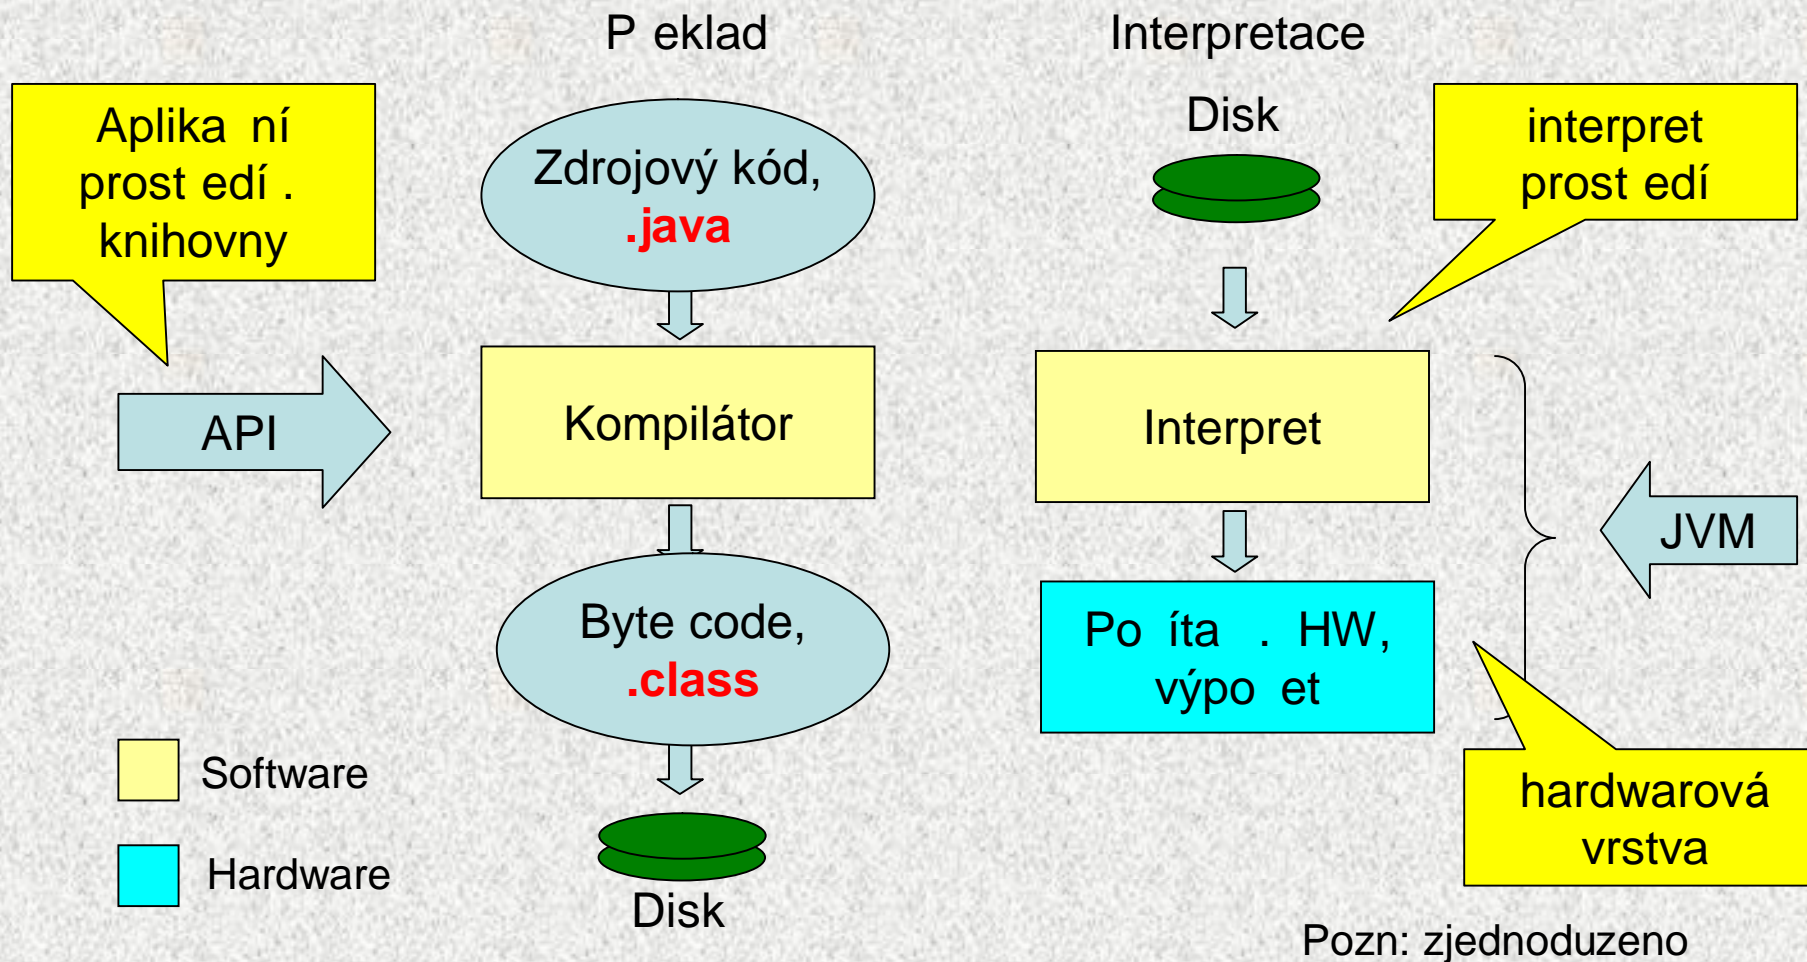 P eklad
Interpretace
Aplika ní
prost edí .
knihovny
Zdrojový kód,
.java
Disk
interpret
prost edí
API
Kompilátor
Interpret
JVM
Byte code,
.class
Po íta . HW,
výpo et
Software
Hardware
Disk
hardwarová
vrstva
Pozn: zjednoduzeno